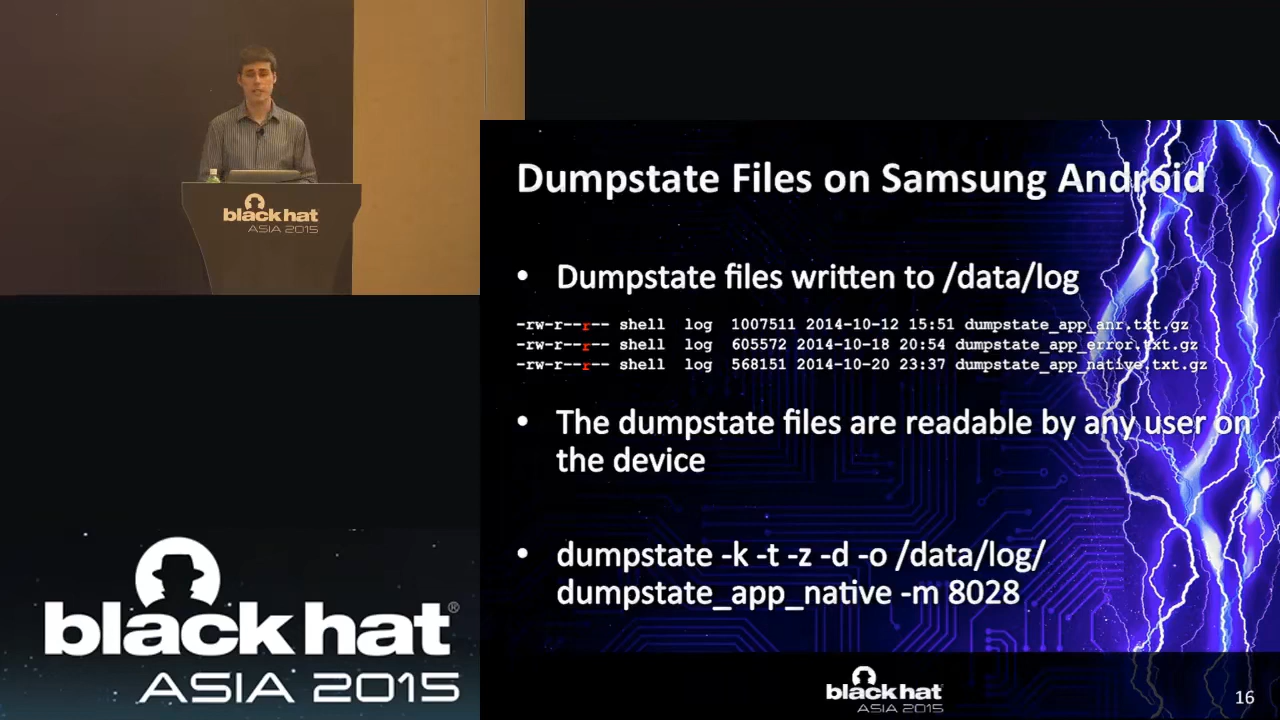 black hat
ASIA 2015
Dumpstate Files on Samsung Android
• Dumpstate files written to /data/log
-rw-r--r-- shell log 1007511 2014-10-12 15:51 dumpstate_app_anr.txt.gz
-rw-r--r-- shell log 605572 2014-10-18 20:54 dumpstate_app_error.txt.gz
-rw-r--r-- shell log 568151 2014-10-20 23:37 dumpstate_app_native.txt.gz
• The dumpstate files are readable by any user on
the device
• dumpstate -k -t -z -d -o /data/log/
dumpstate_app_native -m 8028
black hat®
ASIA 2015
black hat
ASIA 2015
16